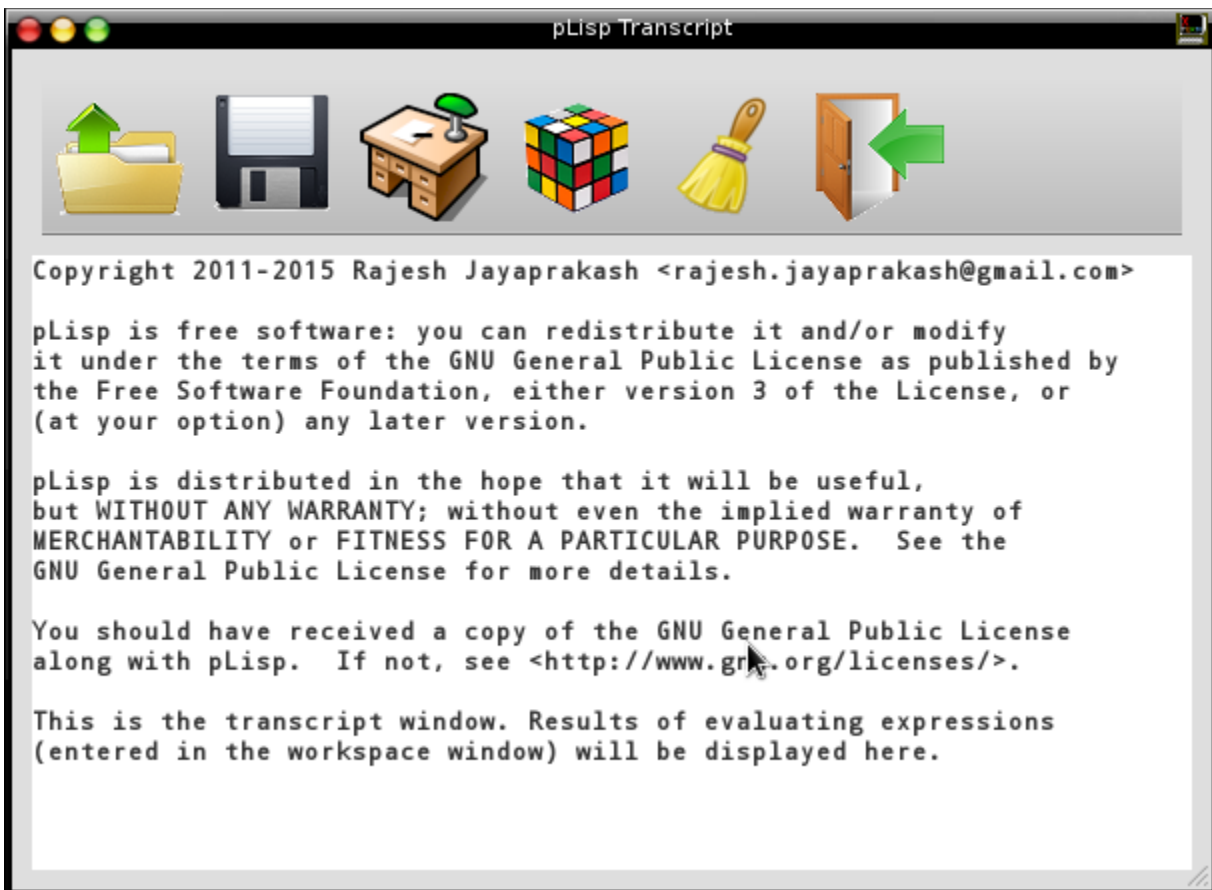 pLisp Transcript
Copyright 2011-2015 Rajesh Jayaprakash <rajesh.jayaprakash@gmail.com>
pLisp is free software: you can redistribute it and/or modify
it under the terms of the GNU General Public License as published by
the Free Software Foundation, either version 3 of the License, or
(at your option) any later version.
pLisp is distributed in the hope that it will be useful,
but WITHOUT ANY WARRANTY; without even the implied warranty of
MERCHANTABILITY or FITNESS FOR A PARTICULAR PURPOSE.  See the
GNU General Public License for more details.
You should have received a copy of the GNU General Public License
along with pLisp.  If not, see <http://www.gnu.org/licenses/>.
This is the transcript window. Results of evaluating expressions
(entered in the workspace window) will be displayed here.